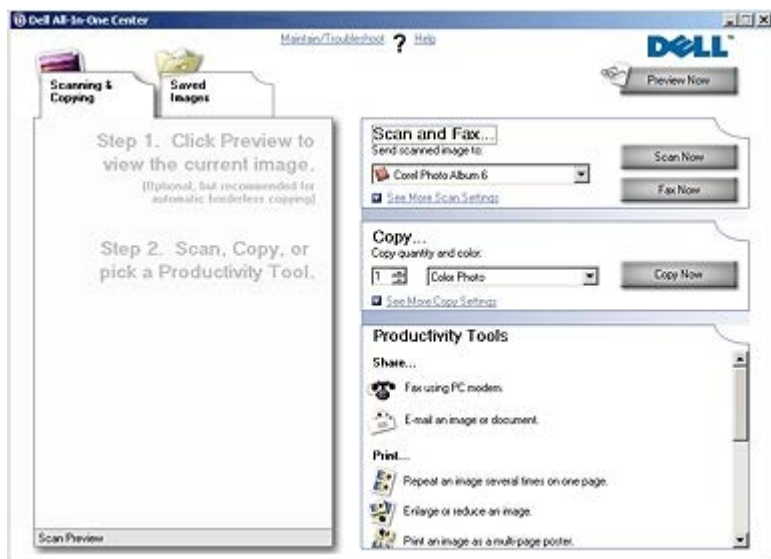 Dell All-In-One Center
Maintain/Troubleshoot ? Help
DELL™
Scanning &
Copying
Saved
Images
Preview Now
Step 1. Click Preview to
view the current image.
(Optional, but recommended for
automatic borderless copying)
Step 2. Scan, Copy, or
pick a Productivity Tool.
Scan Preview
Scan and Fax...
Send scanned image to:
Corel Photo Album 6
See More Scan Settings
Scan Now
Fax Now
Copy...
Copy quantity and color:
1
Color Photo
See More Copy Settings
Copy Now
Productivity Tools
Share...
Fax using PC modem.
E-mail an image or document.
Print...
Repeat an image several times on one page.
Enlarge or reduce an image.
Print an image as a multi-page poster.